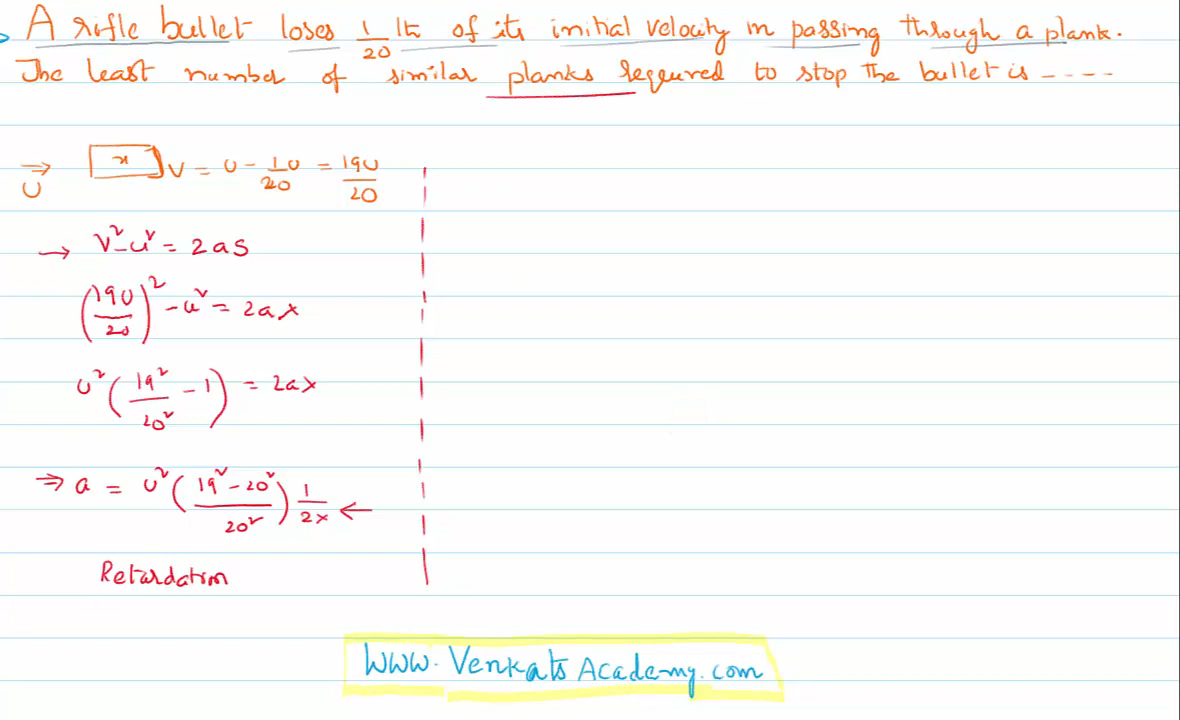 A rifle bullet loses 1/20 th of its initial velocity in passing through a plank.
The least number of similar planks required to stop the bullet is ----
→ U [x] V = U - 1/20 U = 19U/20
→ V² - u² = 2as
(19U/20)² - u² = 2ax
U² (19²/20² - 1) = 2ax
⇒ a = U² (19² - 20²/20²) 1/2x ←
Retardation
www.VenkatsAcademy.com